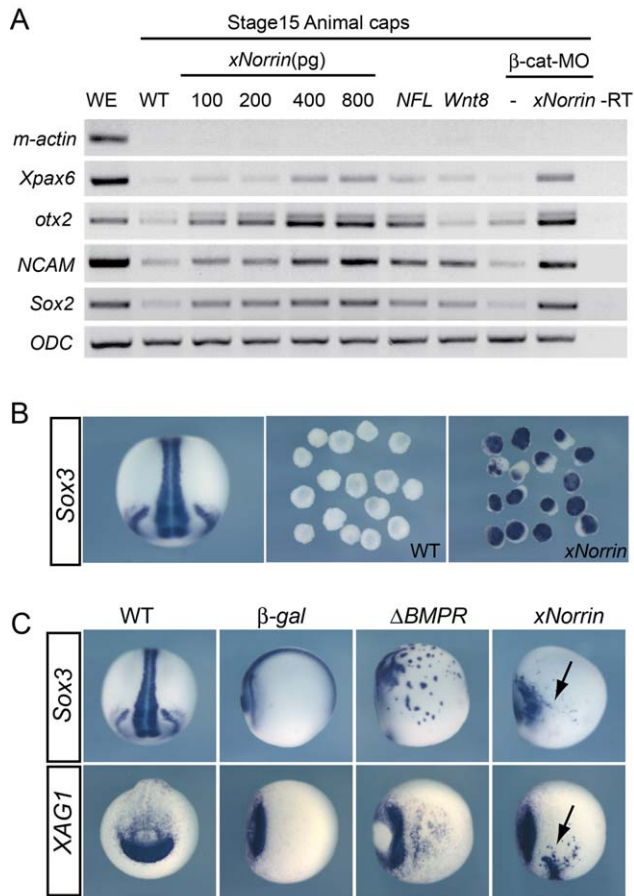 A
Stage15 Animal caps
xNorrin(pg)
β-cat-MO
WE WT 100 200 400 800 NFL Wnt8 - xNorrin -RT
m-actin
Xpax6
otx2
NCAM
Sox2
ODC
B
Sox3
WT
xNorrin
C
WT β-gal ΔBMPR xNorrin
Sox3
XAG1